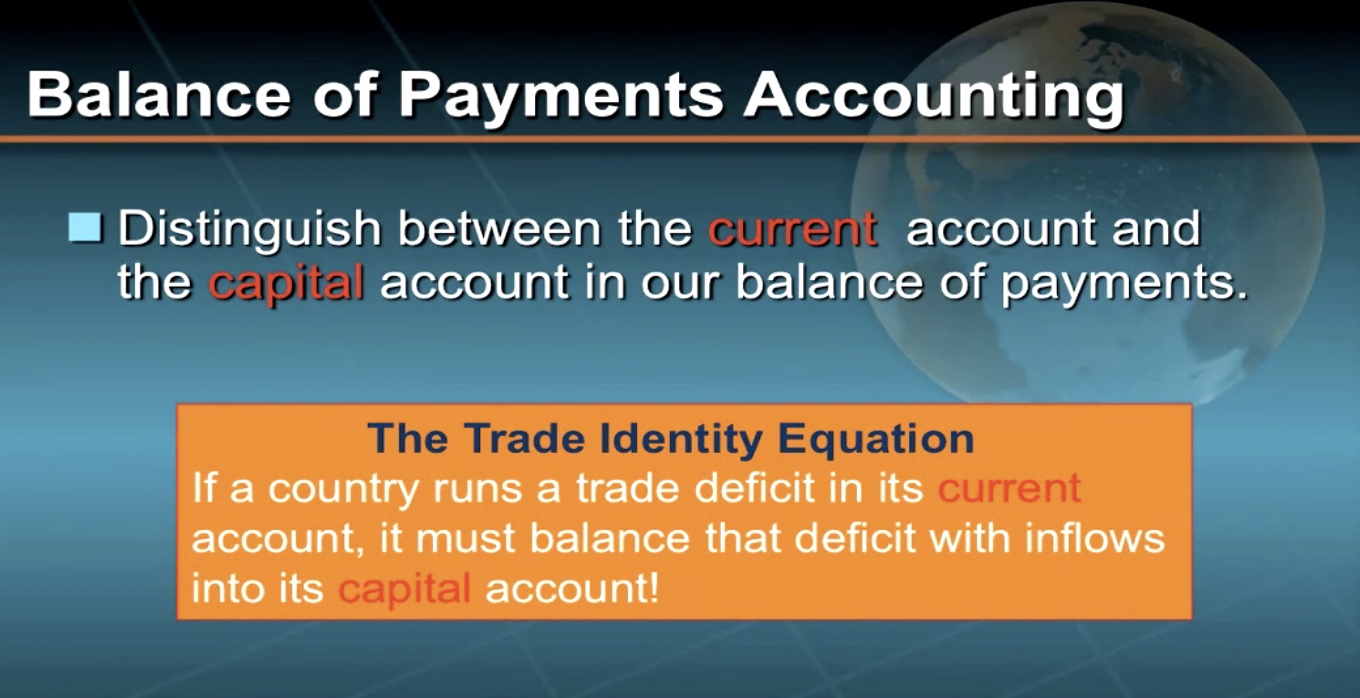 Balance of Payments Accounting
Distinguish between the current account and
the capital account in our balance of payments.
The Trade Identity Equation
If a country runs a trade deficit in its current
account, it must balance that deficit with inflows
into its capital account!